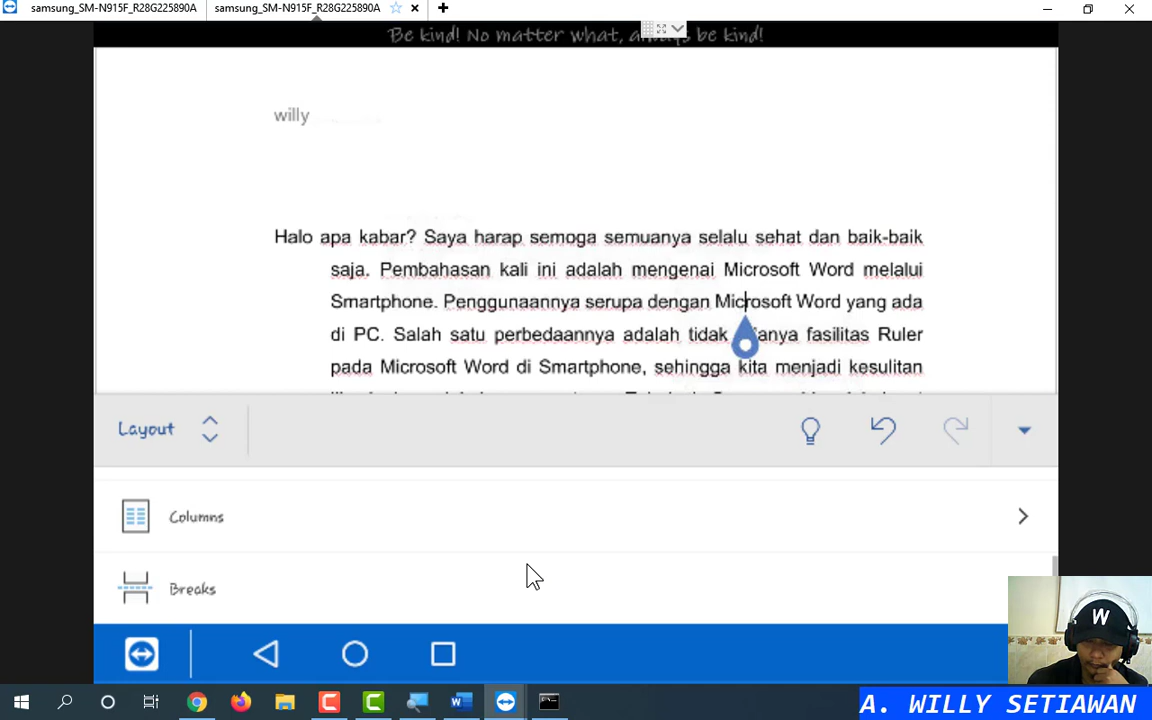 samsung_SM-N915F_R28G225890A
samsung_SM-N915F_R28G225890A
Be kind! No matter what, always be kind!
willy
Halo apa kabar? Saya harap semoga semuanya selalu sehat dan baik-baik
saja. Pembahasan kali ini adalah mengenai Microsoft Word melalui
Smartphone. Penggunaannya serupa dengan Microsoft Word yang ada
di PC. Salah satu perbedaannya adalah tidak anya fasilitas Ruler
pada Microsoft Word di Smartphone, sehingga kita menjadi kesulitan
Layout
Columns
Breaks
W
A. WILLY SETIAWAN